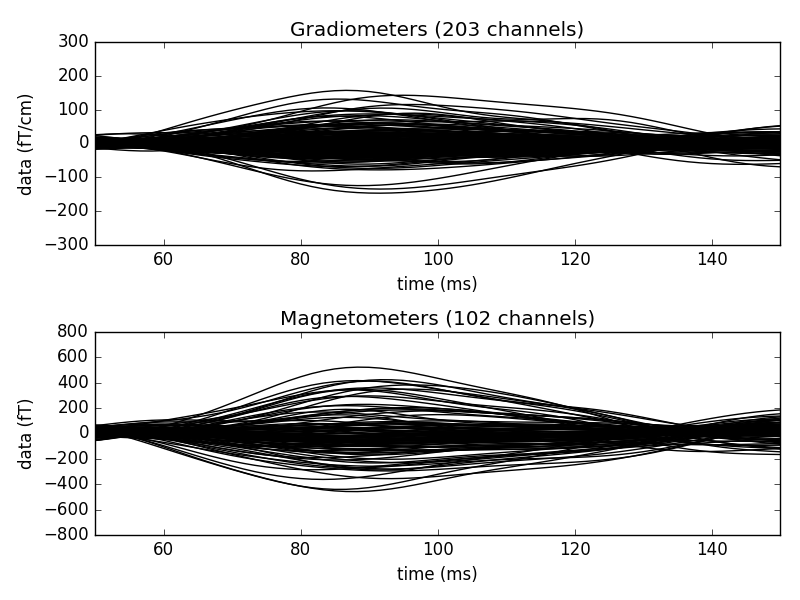 Gradiometers (203 channels)
300
200
100
0
−100
−200
−300
data (fT/cm)
60 80 100 120 140
time (ms)
Magnetometers (102 channels)
800
600
400
200
0
−200
−400
−600
−800
data (fT)
60 80 100 120 140
time (ms)